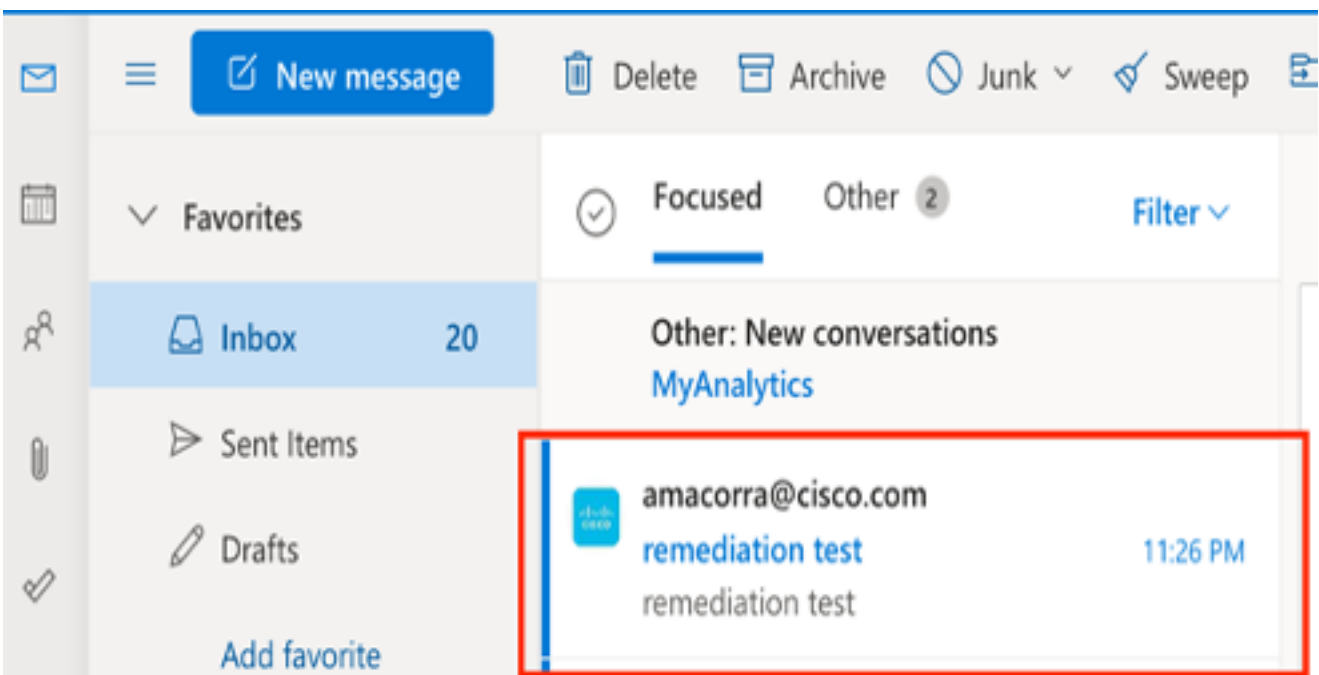 New message Delete Archive Junk Sweep
Favorites
Inbox 20
Sent Items
Drafts
Add favorite
Focused Other 2 Filter
Other: New conversations
MyAnalytics
amacorra@cisco.com
remediation test 11:26 PM
remediation test